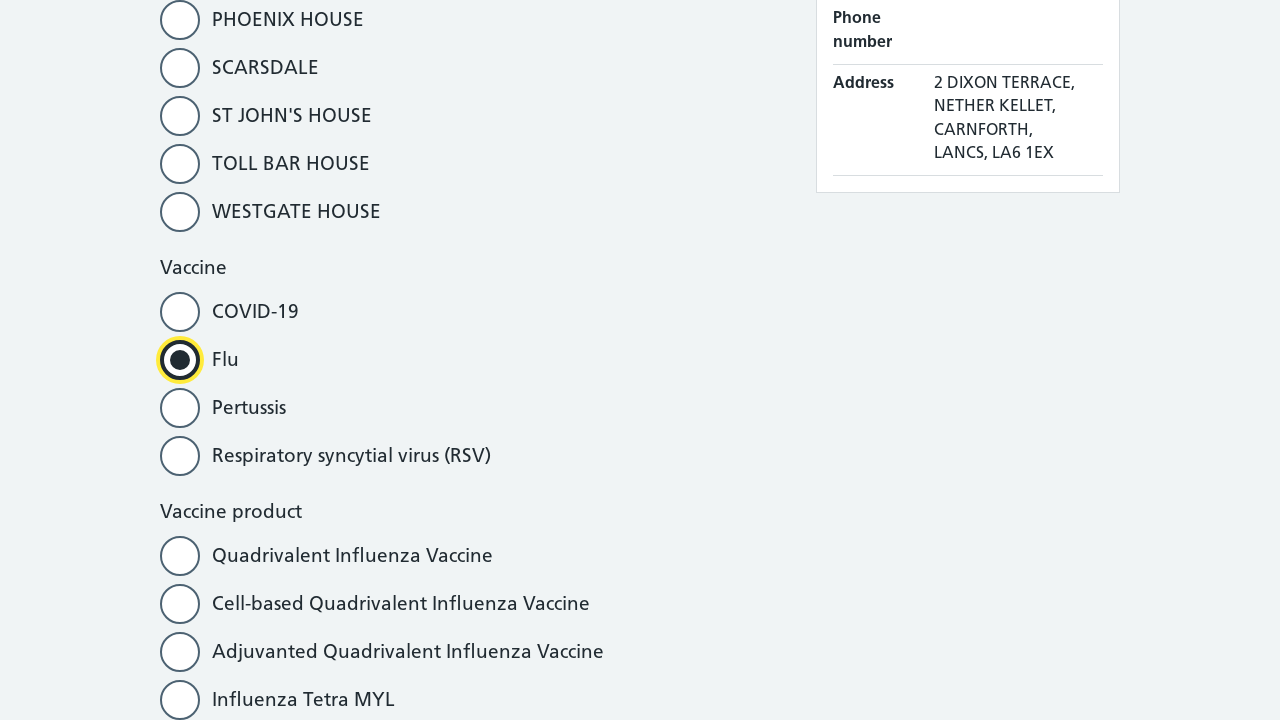 PHOENIX HOUSE
SCARSDALE
ST JOHN'S HOUSE
TOLL BAR HOUSE
WESTGATE HOUSE
Vaccine
COVID-19
Flu
Pertussis
Respiratory syncytial virus (RSV)
Vaccine product
Quadrivalent Influenza Vaccine
Cell-based Quadrivalent Influenza Vaccine
Adjuvanted Quadrivalent Influenza Vaccine
Influenza Tetra MYL
Phone
number
Address
2 DIXON TERRACE,
NETHER KELLET,
CARNFORTH,
LANCS, LA6 1EX